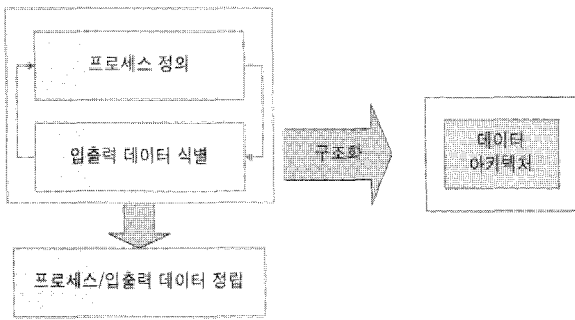 프로세스 정의
입출력 데이터 식별
구조화
데이터
아키텍처
프로세스/입출력 데이터 정립